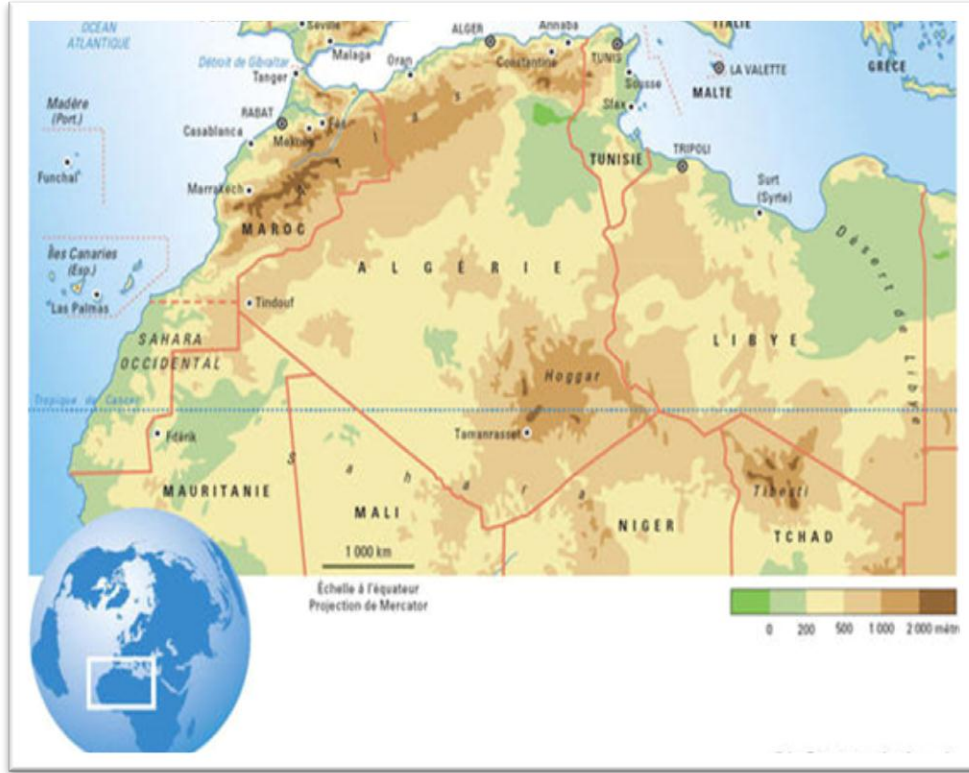 OCÉAN
ATLANTIQUE
Séville
Malaga
Détroit de Gibraltar
Tanger
Oran
ALGER
Constantine
Annaba
TUNIS
Sousse
Sfax
LA VALETTE
MALTE
ITALIE
GRÈCE
Madère
(Port.)
Funchal
RABAT
Casablanca
Fès
Meknès
Marrakech
MAROC
TUNISIE
TRIPOLI
Surt
(Syrte)
Désert de Libye
Îles Canaries
(Esp.)
Las Palmas
ALGÉRIE
Tindouf
LIBYE
SAHARA
OCCIDENTAL
Hoggar
Tropique du Cancer
Fdérik
Tamanrasset
Sahara
MAURITANIE
MALI
NIGER
Tibesti
TCHAD
1 000 km
Échelle à l'équateur
Projection de Mercator
0 200 500 1 000 2 000 mètr